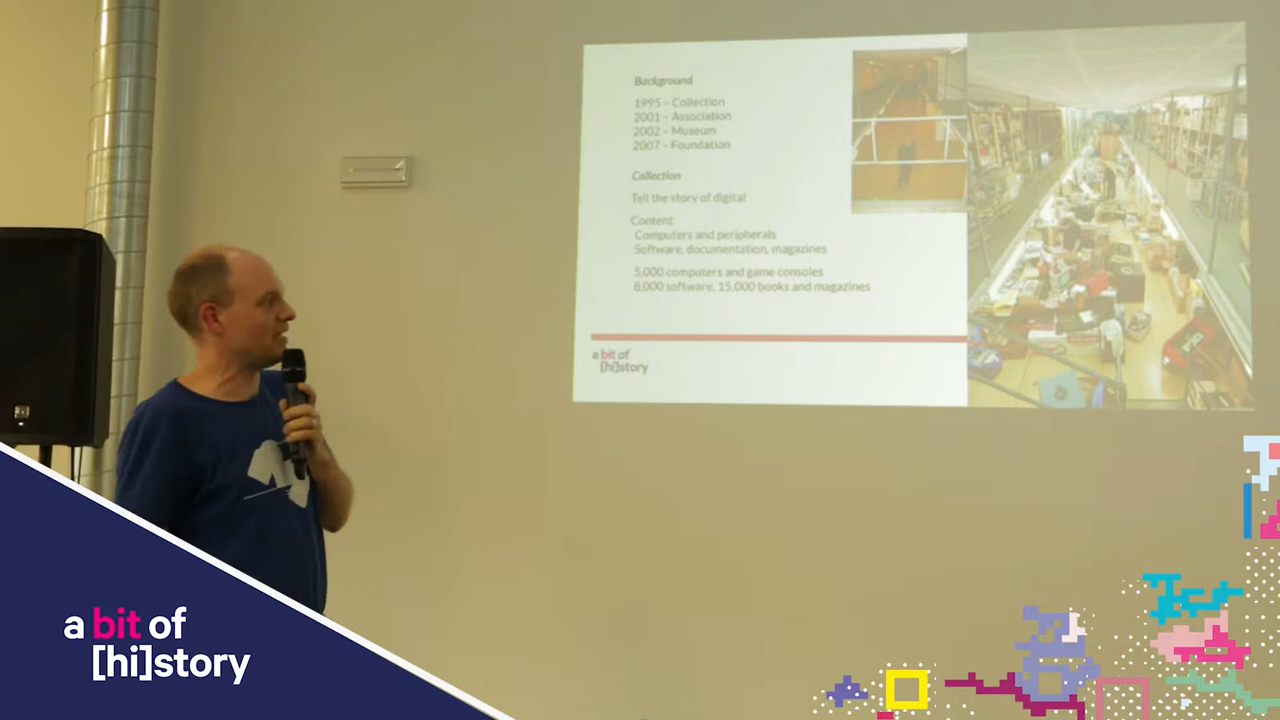 Background
1995 – Collection
2001 – Association
2002 – Museum
2007 – Foundation
Collection
Tell the story of digital
Content
Computers and peripherals
Software, documentation, magazines
5,000 computers and game consoles
8,000 software, 15,000 books and magazines
a bit of
[hi]story
a bit of
[hi]story